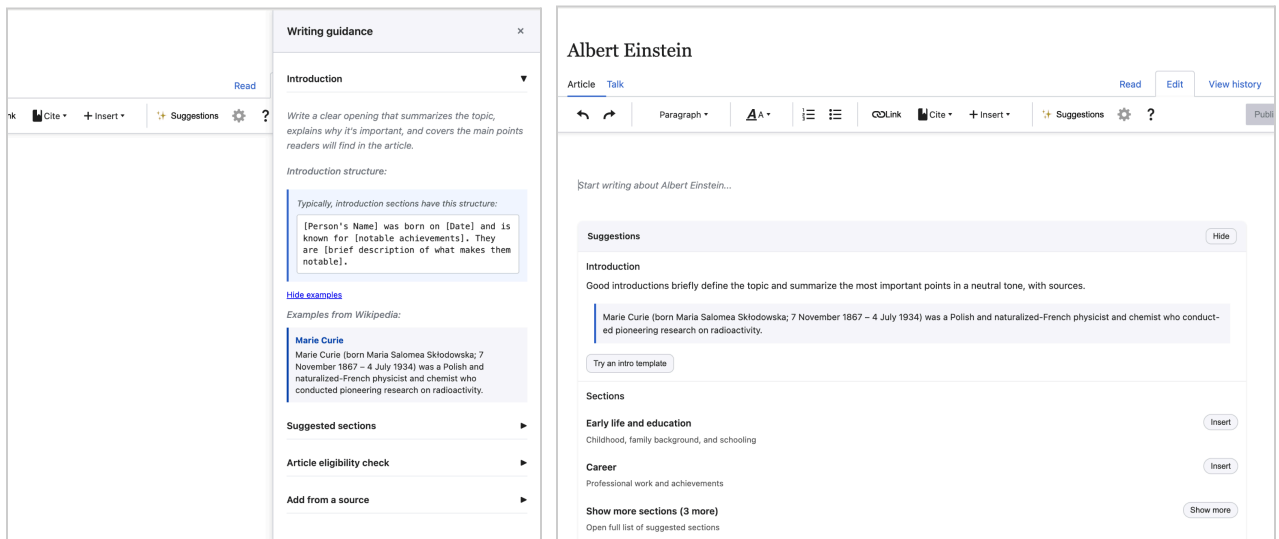 Writing guidance ×
Read
Introduction ▼
nk Cite + Insert Suggestions ?
Write a clear opening that summarizes the topic,
explains why it's important, and covers the main points
readers will find in the article.
Introduction structure:
Typically, introduction sections have this structure:
[Person's Name] was born on [Date] and is
known for [notable achievements]. They
are [brief description of what makes them
notable].
Hide examples
Examples from Wikipedia:
Marie Curie
Marie Curie (born Maria Salomea Skłodowska; 7
November 1867 – 4 July 1934) was a Polish and
naturalized-French physicist and chemist who
conducted pioneering research on radioactivity.
Suggested sections ▶
Article eligibility check ▶
Add from a source ▶
Albert Einstein
Article Talk Read Edit View history
Paragraph A A Link Cite + Insert Suggestions ? Publi
Start writing about Albert Einstein...
Suggestions Hide
Introduction
Good introductions briefly define the topic and summarize the most important points in a neutral tone, with sources.
Marie Curie (born Maria Salomea Skłodowska; 7 November 1867 – 4 July 1934) was a Polish and naturalized-French physicist and chemist who conduct-
ed pioneering research on radioactivity.
Try an intro template
Sections
Early life and education Insert
Childhood, family background, and schooling
Career Insert
Professional work and achievements
Show more sections (3 more) Show more
Open full list of suggested sections